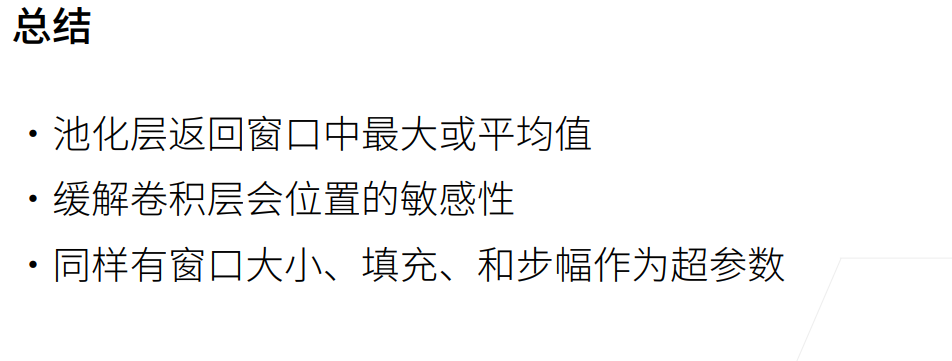 总结
• 池化层返回窗口中最大或平均值
• 缓解卷积层会位置的敏感性
• 同样有窗口大小、填充、和步幅作为超参数